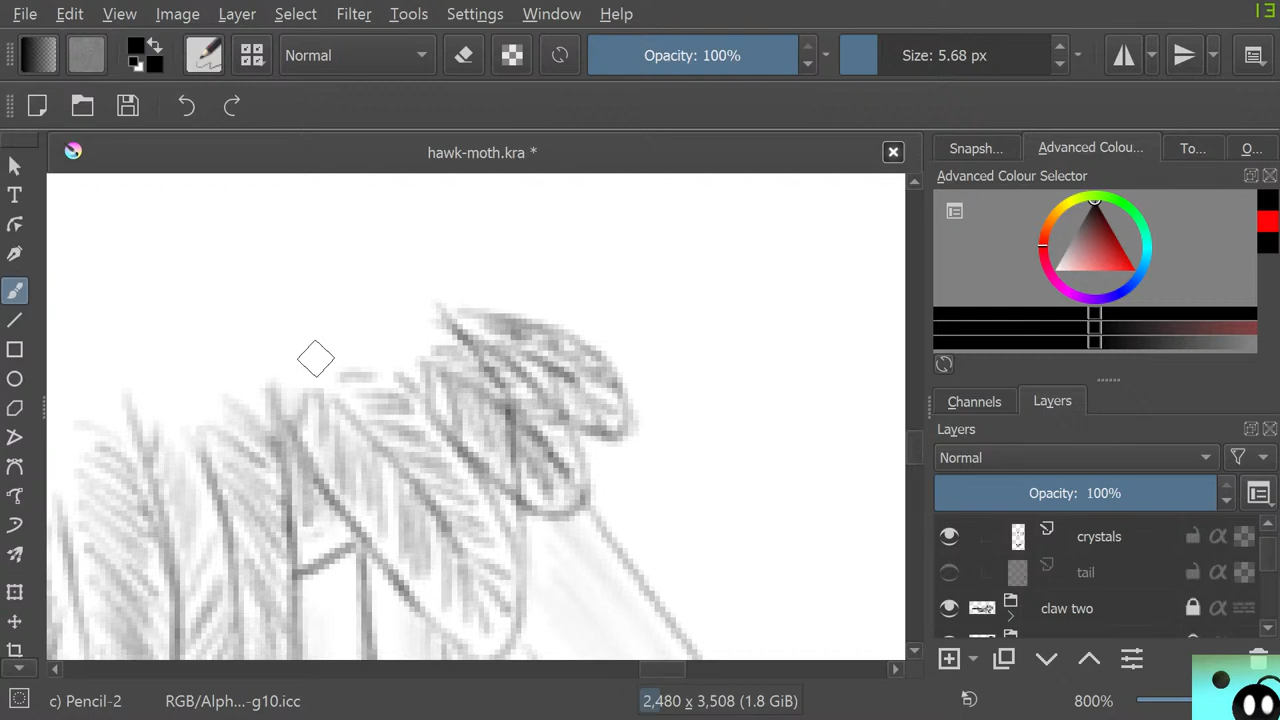 File Edit View Image Layer Select Filter Tools Settings Window Help
13
Normal
Opacity: 100%
Size: 5.68 px
hawk-moth.kra *
Snapsh...
Advanced Colou...
To...
O...
Advanced Colour Selector
Channels
Layers
Layers
Normal
Opacity: 100%
crystals
tail
claw two
c) Pencil-2
RGB/Alph...-g10.icc
2,480 x 3,508 (1.8 GiB)
800%